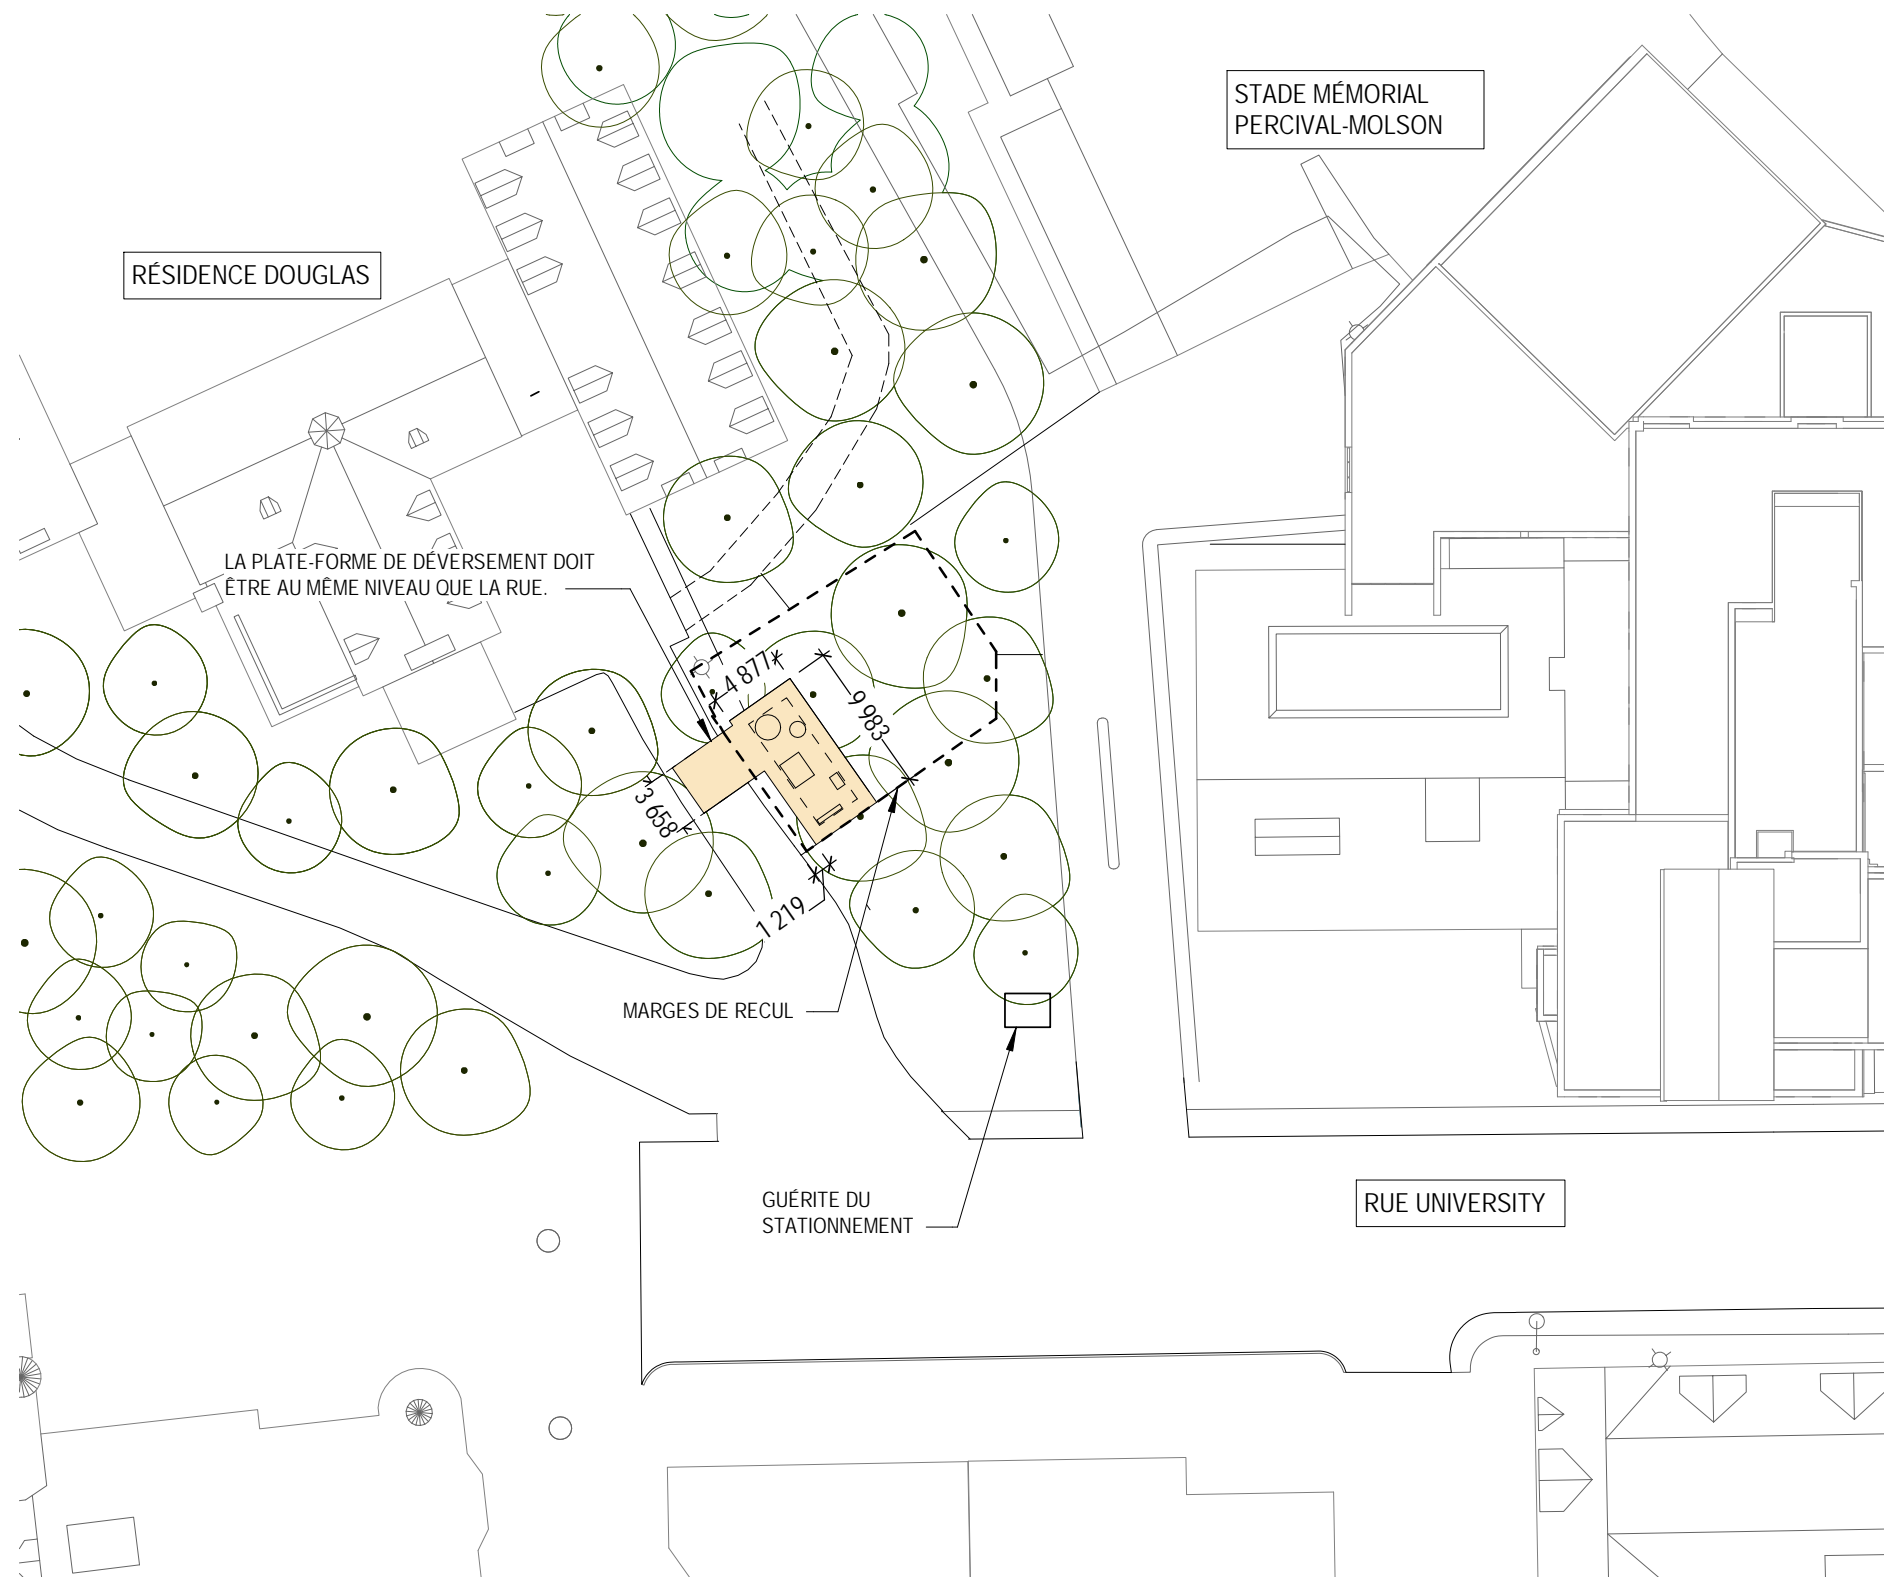 STADE MÉMORIAL
PERCIVAL-MOLSON
RÉSIDENCE DOUGLAS
LA PLATE-FORME DE DÉVERSEMENT DOIT
ÊTRE AU MÊME NIVEAU QUE LA RUE.
4 877
9 983
3 658
1 219
MARGES DE RECUL
GUÉRITE DU
STATIONNEMENT
RUE UNIVERSITY